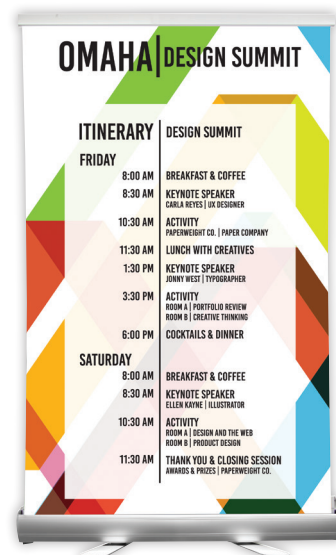 OMAHA | DESIGN SUMMIT
ITINERARY | DESIGN SUMMIT
FRIDAY
8:00 AM BREAKFAST & COFFEE
8:30 AM KEYNOTE SPEAKER
CARLA REYES | UX DESIGNER
10:30 AM ACTIVITY
PAPERWEIGHT CO. | PAPER COMPANY
11:30 AM LUNCH WITH CREATIVES
1:30 PM KEYNOTE SPEAKER
JONNY WEST | TYPOGRAPHER
3:30 PM ACTIVITY
ROOM A | PORTFOLIO REVIEW
ROOM B | CREATIVE THINKING
6:00 PM COCKTAILS & DINNER
SATURDAY
8:00 AM BREAKFAST & COFFEE
8:30 AM KEYNOTE SPEAKER
ELLEN KAYNE | ILLUSTRATOR
10:30 AM ACTIVITY
ROOM A | DESIGN AND THE WEB
ROOM B | PRODUCT DESIGN
11:30 AM THANK YOU & CLOSING SESSION
AWARDS & PRIZES | PAPERWEIGHT CO.